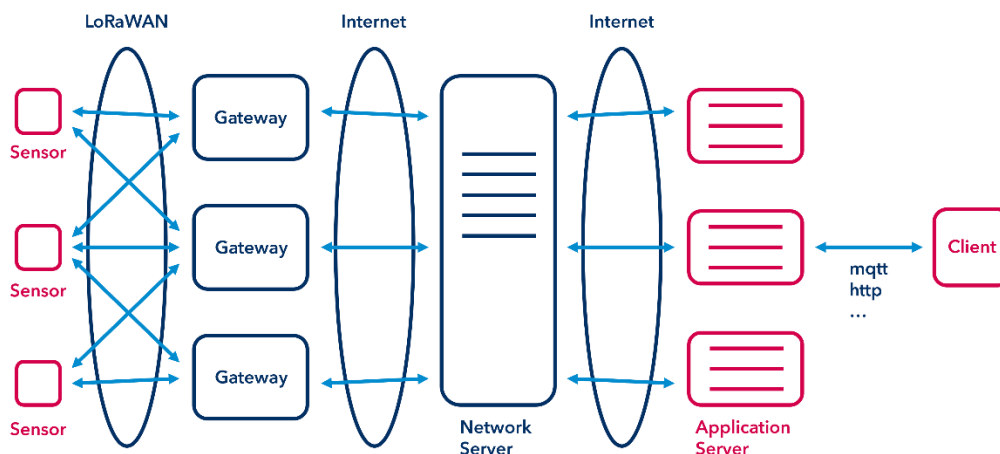 LoRaWAN
Internet
Internet
Sensor
Sensor
Sensor
Gateway
Gateway
Gateway
Network
Server
Application
Server
mqtt
http
...
Client